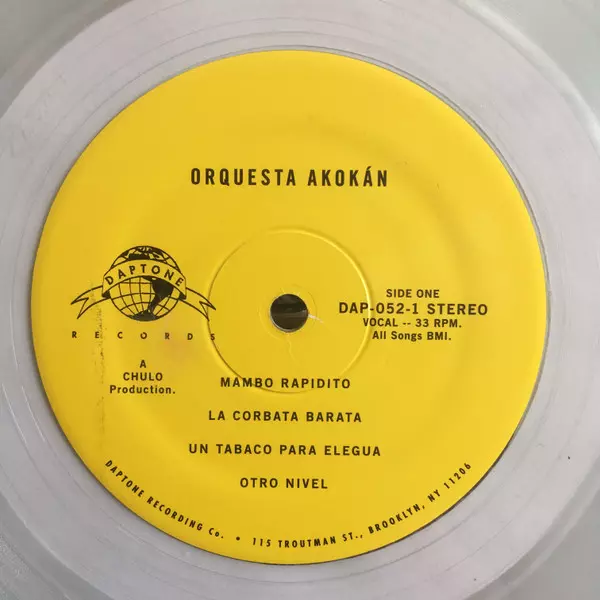 ORQUESTA AKOKÁN
DAPTONE
RECORDS
SIDE ONE
DAP-052-1 STEREO
VOCAL -- 33 RPM.
All Songs BMI.
A
CHULO
Production.
MAMBO RAPIDITO
LA CORBATA BARATA
UN TABACO PARA ELEGUA
OTRO NIVEL
DAPTONE RECORDING Co. • 115 TROUTMAN ST., BROOKLYN, NY 11206